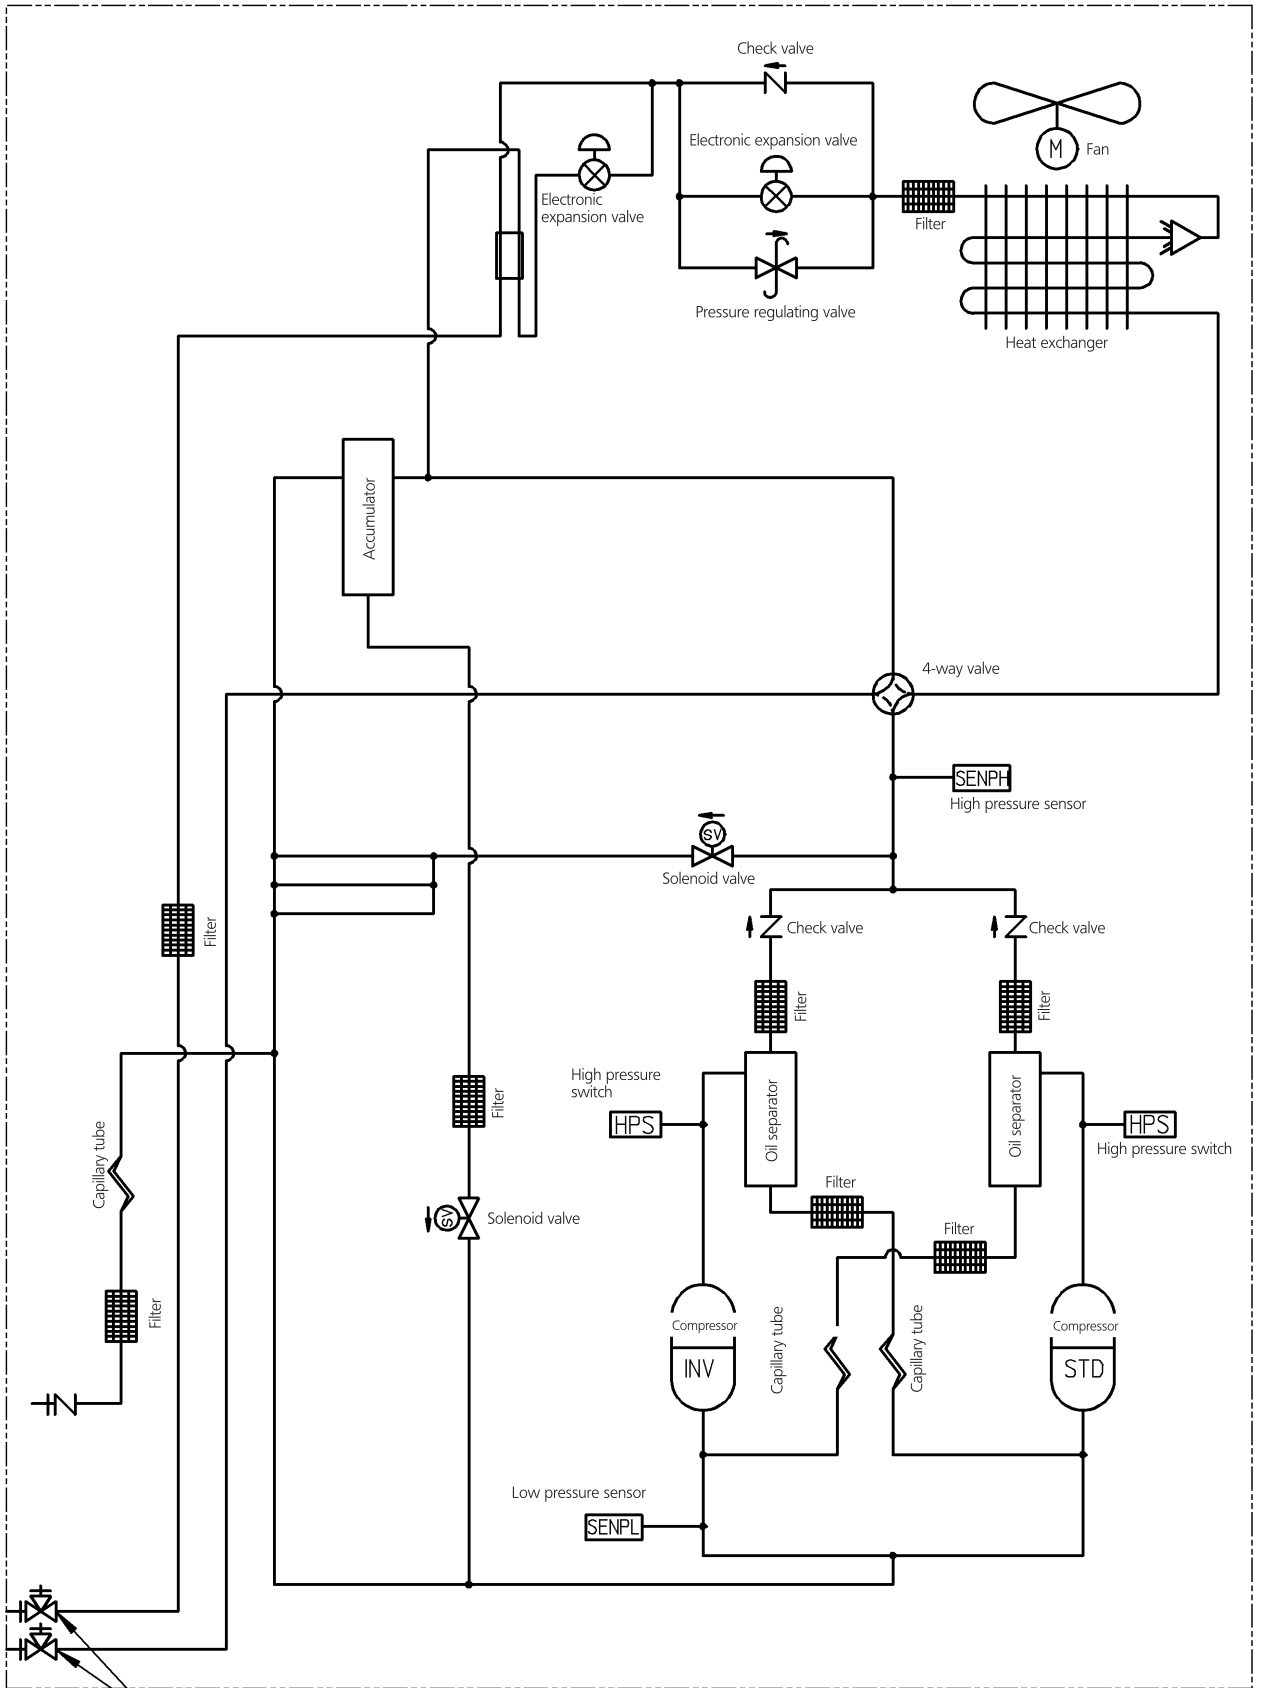 Check valve
Electronic expansion valve
M
Fan
Electronic
expansion valve
Filter
Pressure regulating valve
Heat exchanger
Accumulator
4-way valve
SENPH
High pressure sensor
SV
Solenoid valve
Filter
Check valve
Check valve
Filter
Filter
High pressure
switch
HPS
Oil separator
Oil separator
HPS
High pressure switch
Filter
Capillary tube
Filter
SV
Solenoid valve
Filter
Filter
Capillary tube
Capillary tube
Compressor
INV
Compressor
STD
Low pressure sensor
SENPL